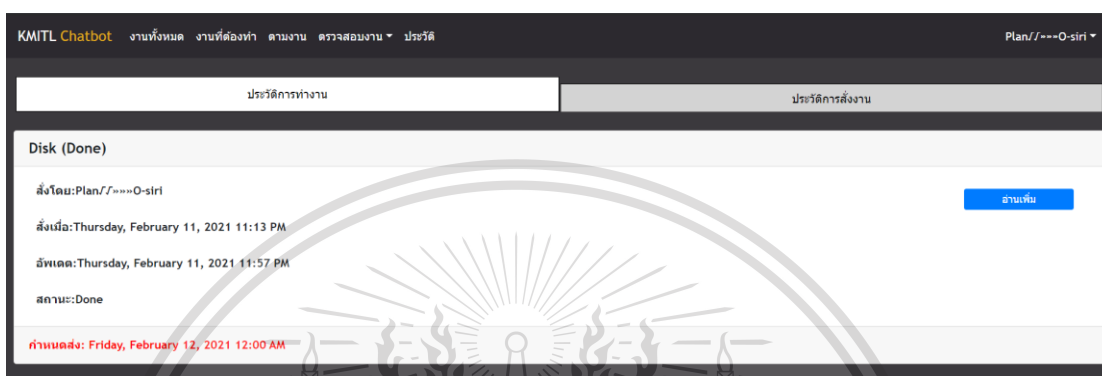 KMITL Chatbot งานทั้งหมด งานที่ต้องทำ ตามงาน ตรวจสอบงาน ประวัติ Plan//===O-siri
ประวัติการทำงาน ประวัติการสั่งงาน
Disk (Done)
สั่งโดย:Plan//»»»O-siri
อ่านเพิ่ม
สั่งเมื่อ:Thursday, February 11, 2021 11:13 PM
อัพเดต:Thursday, February 11, 2021 11:57 PM
สถานะ:Done
กำหนดส่ง: Friday, February 12, 2021 12:00 AM